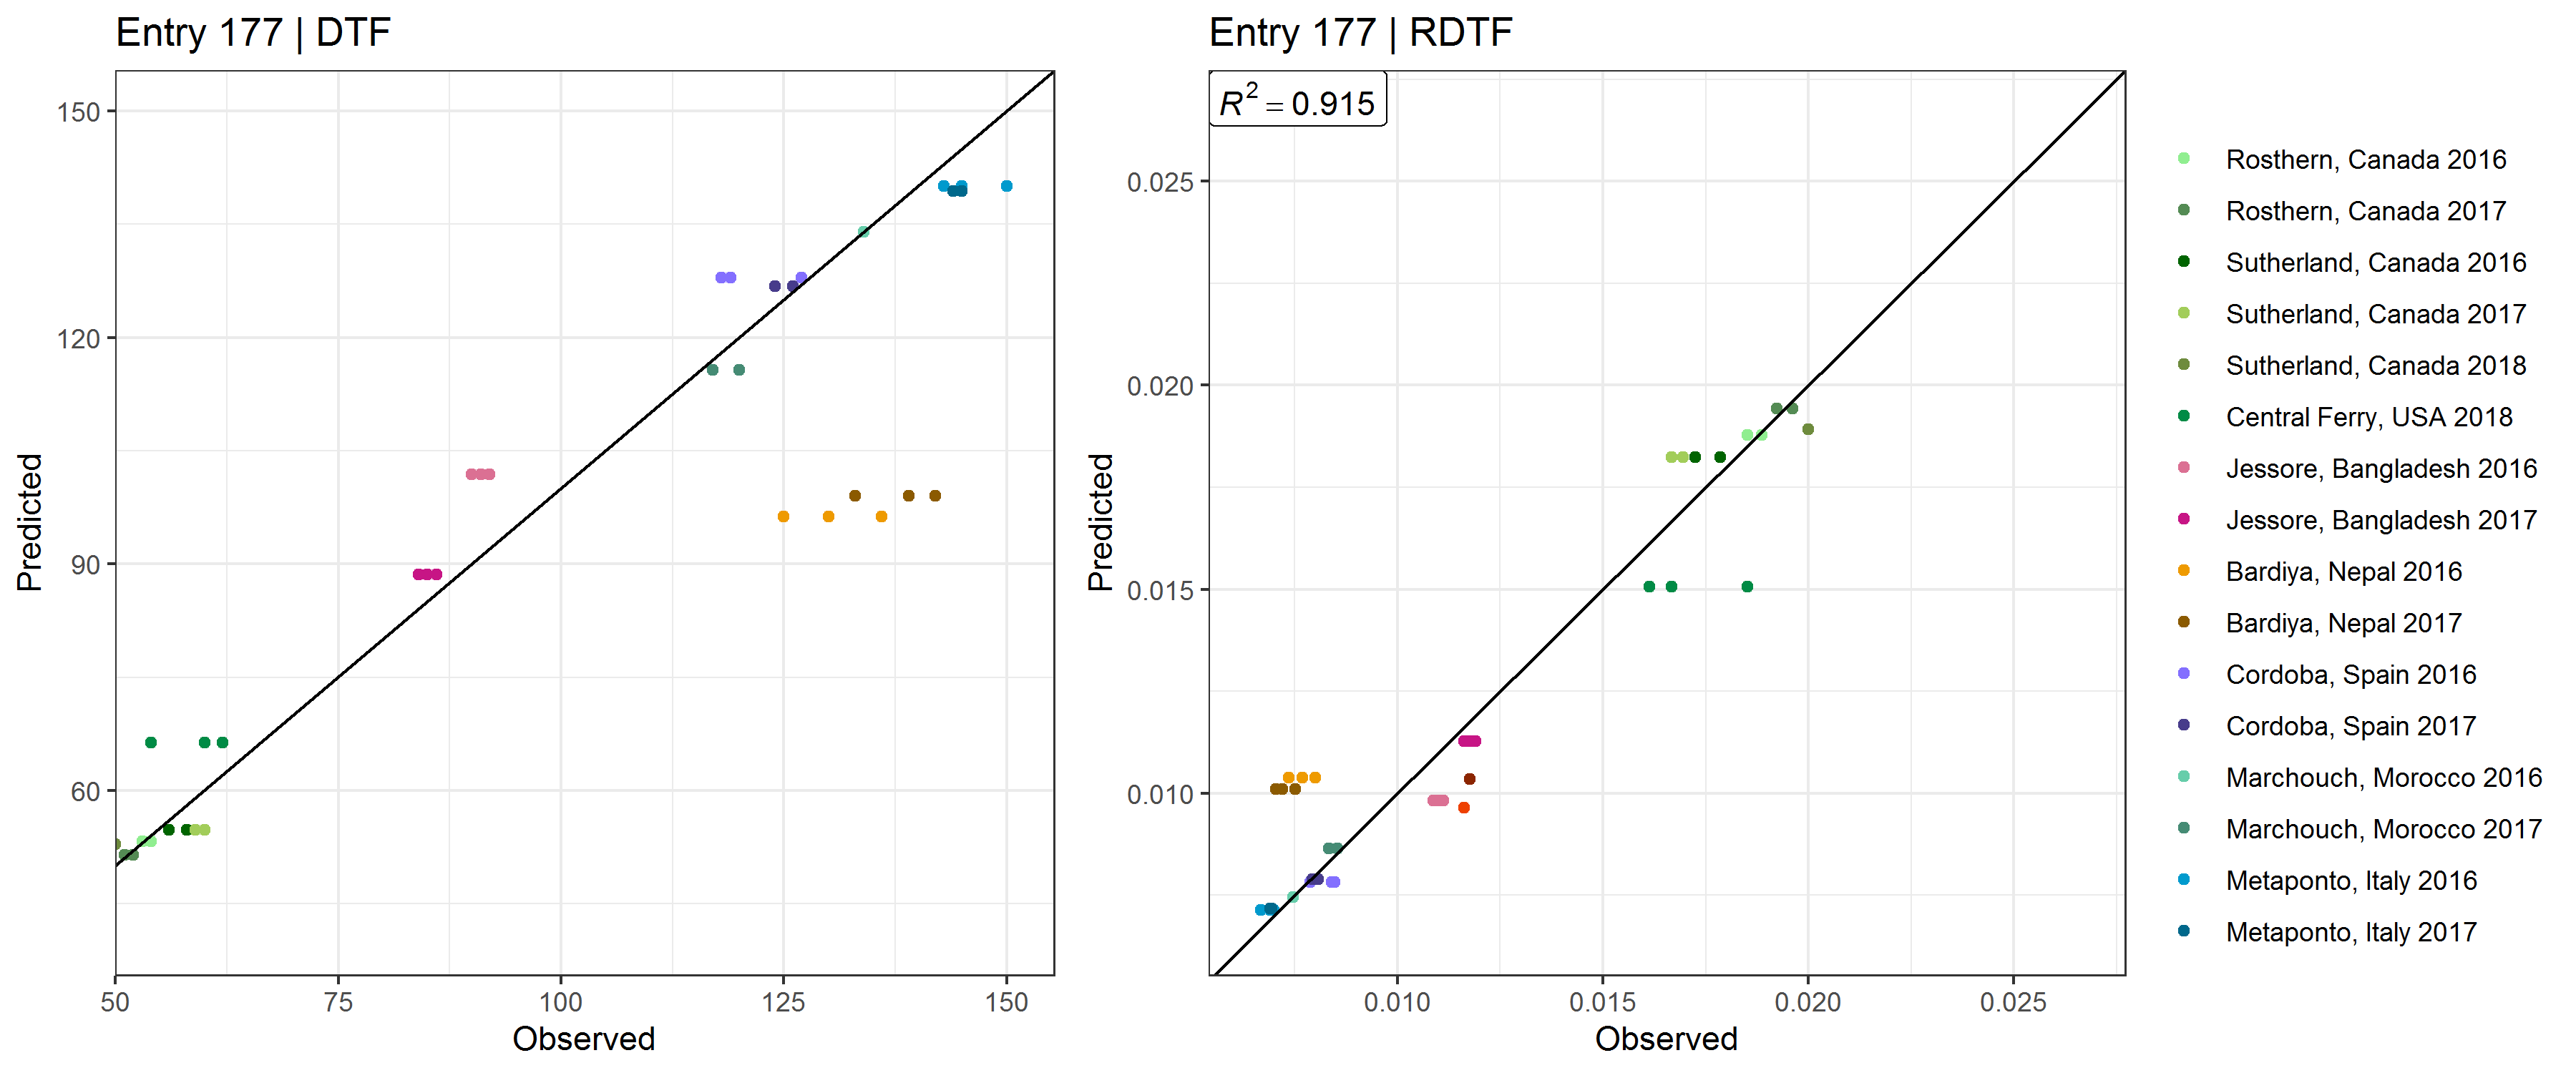 Entry 177 | DTF
150
120
90
60
Predicted
50
75
100
125
150
Observed
Entry 177 | RDTF
R² = 0.915
0.025
0.020
0.015
0.010
Predicted
0.010
0.015
0.020
0.025
Observed
Rosthern, Canada 2016
Rosthern, Canada 2017
Sutherland, Canada 2016
Sutherland, Canada 2017
Sutherland, Canada 2018
Central Ferry, USA 2018
Jessore, Bangladesh 2016
Jessore, Bangladesh 2017
Bardiya, Nepal 2016
Bardiya, Nepal 2017
Cordoba, Spain 2016
Cordoba, Spain 2017
Marchouch, Morocco 2016
Marchouch, Morocco 2017
Metaponto, Italy 2016
Metaponto, Italy 2017